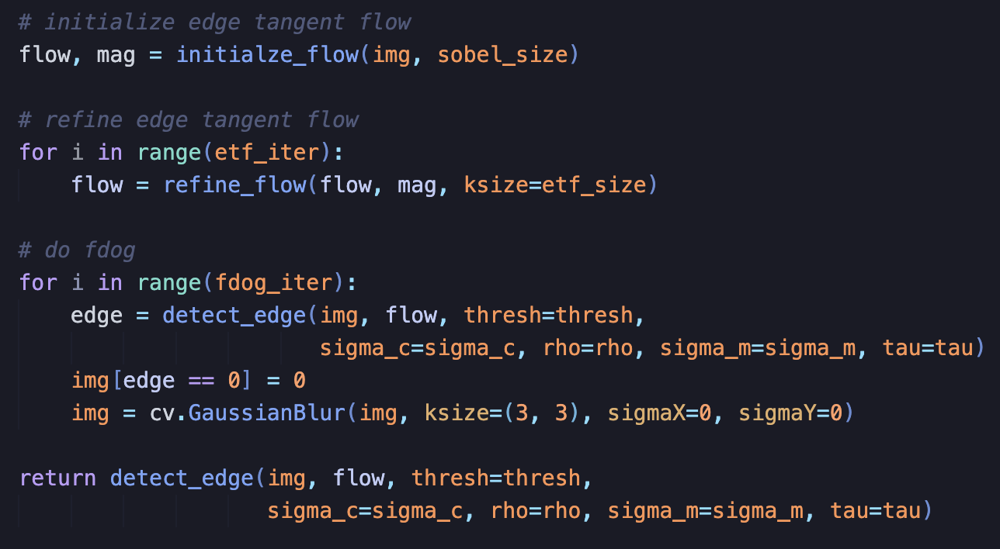 # initialize edge tangent flow
flow, mag = initialze_flow(img, sobel_size)
# refine edge tangent flow
for i in range(etf_iter):
    flow = refine_flow(flow, mag, ksize=etf_size)
# do fdog
for i in range(fdog_iter):
    edge = detect_edge(img, flow, thresh=thresh,
                       sigma_c=sigma_c, rho=rho, sigma_m=sigma_m, tau=tau)
    img[edge == 0] = 0
    img = cv.GaussianBlur(img, ksize=(3, 3), sigmaX=0, sigmaY=0)
return detect_edge(img, flow, thresh=thresh,
                   sigma_c=sigma_c, rho=rho, sigma_m=sigma_m, tau=tau)